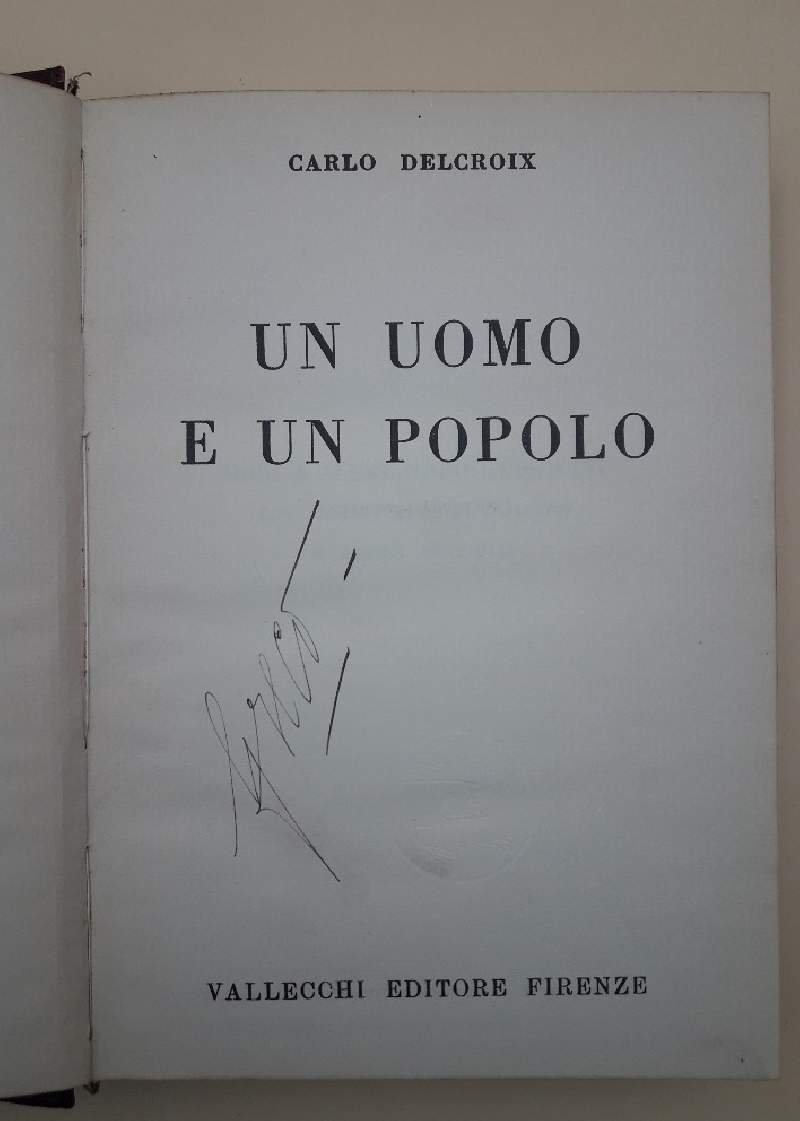 CARLO DELCROIX
UN UOMO
E UN POPOLO
VALLECCHI EDITORE FIRENZE